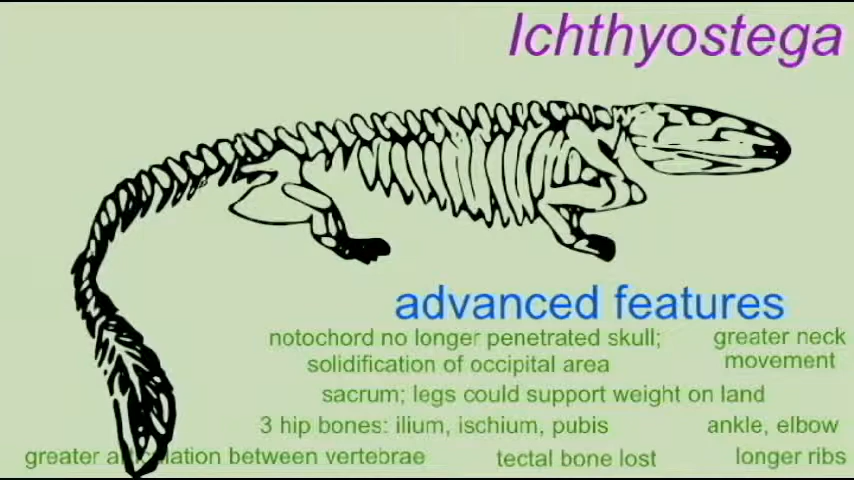 Ichthyostega
advanced features
notochord no longer penetrated skull;
solidification of occipital area
greater neck
movement
sacrum; legs could support weight on land
3 hip bones: ilium, ischium, pubis
ankle, elbow
greater articulation between vertebrae
tectal bone lost
longer ribs